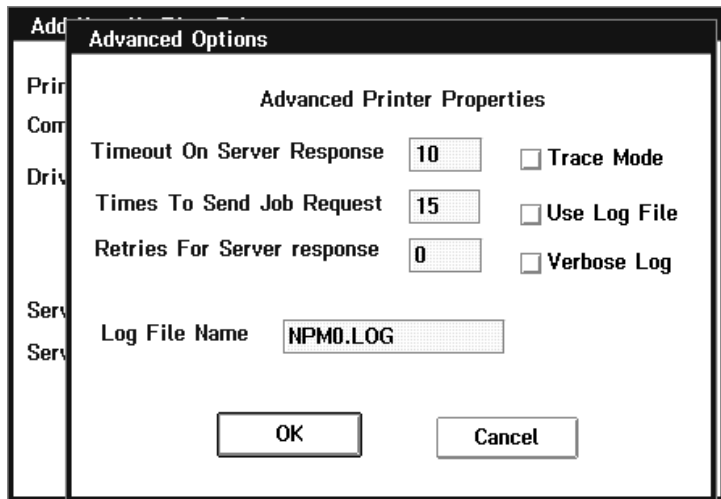 Add
Advanced Options
Advanced Printer Properties
Timeout On Server Response 10 Trace Mode
Times To Send Job Request 15 Use Log File
Retries For Server response 0 Verbose Log
Log File Name NPM0.LOG
OK Cancel